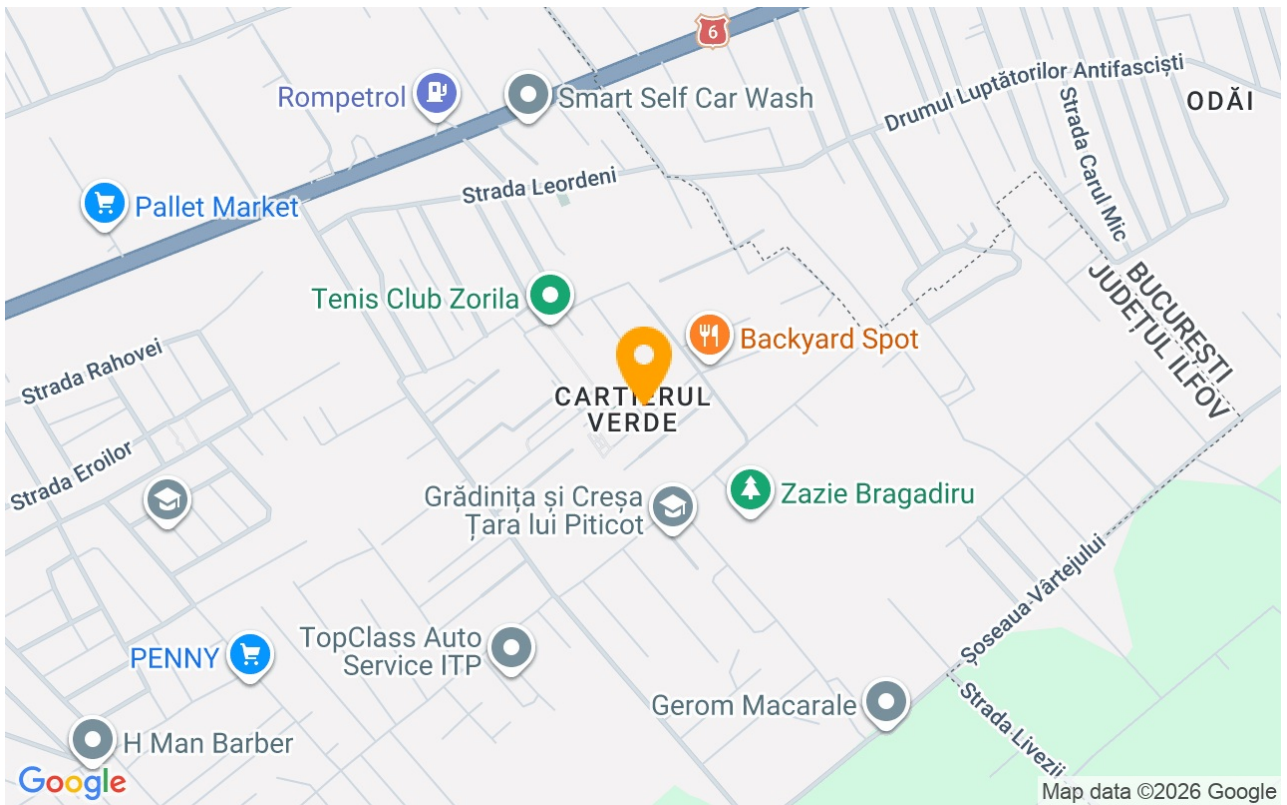 6
Rompetrol
Smart Self Car Wash
Drumul Luptătorilor Antifasciști
ODĂI
Strada Carul Mic
Strada Leordeni
Pallet Market
BUCUREȘTI
JUDEȚUL ILFOV
Tenis Club Zorila
Backyard Spot
Strada Rahovei
CARTIERUL
VERDE
Strada Eroilor
Grădinița și Creșa
Țara lui Piticot
Zazie Bragadiru
Șoseaua Vârtejului
TopClass Auto
Service ITP
PENNY
Gerom Macarale
Strada Livezii
H Man Barber
Google
Map data ©2026 Google